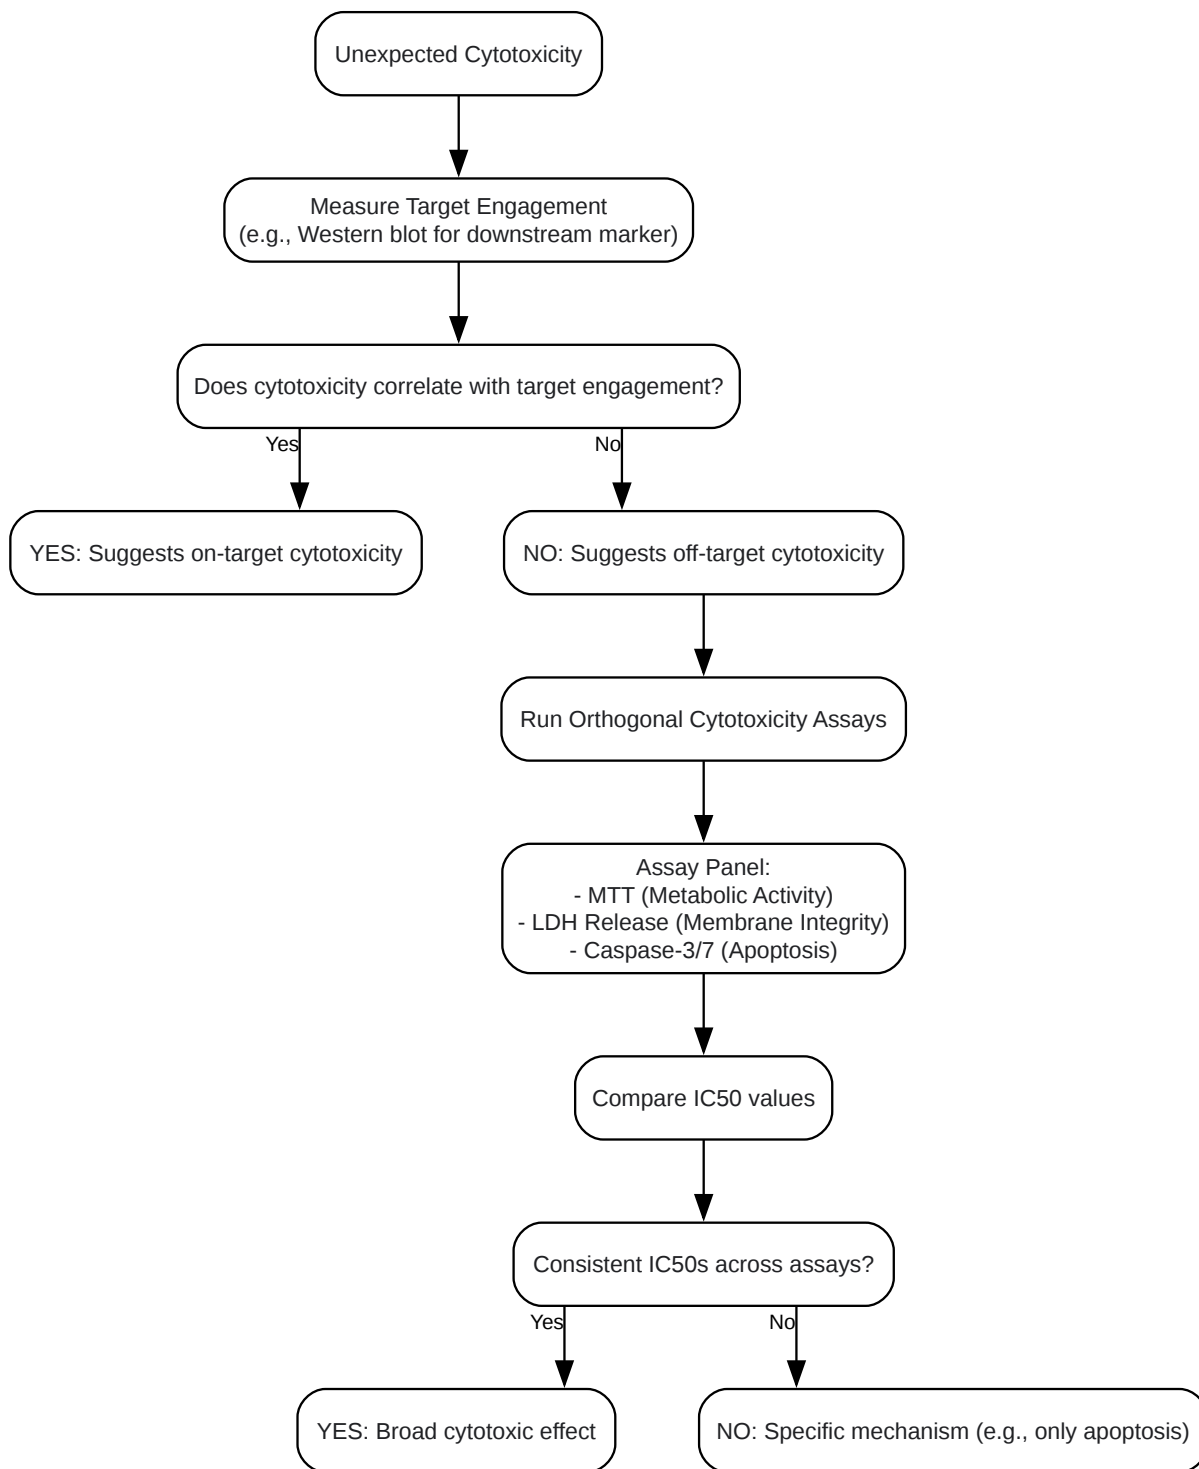 Unexpected Cytotoxicity
Measure Target Engagement
(e.g., Western blot for downstream marker)
Does cytotoxicity correlate with target engagement?
Yes
No
YES: Suggests on-target cytotoxicity
NO: Suggests off-target cytotoxicity
Run Orthogonal Cytotoxicity Assays
Assay Panel:
- MTT (Metabolic Activity)
- LDH Release (Membrane Integrity)
- Caspase-3/7 (Apoptosis)
Compare IC50 values
Consistent IC50s across assays?
Yes
No
YES: Broad cytotoxic effect
NO: Specific mechanism (e.g., only apoptosis)